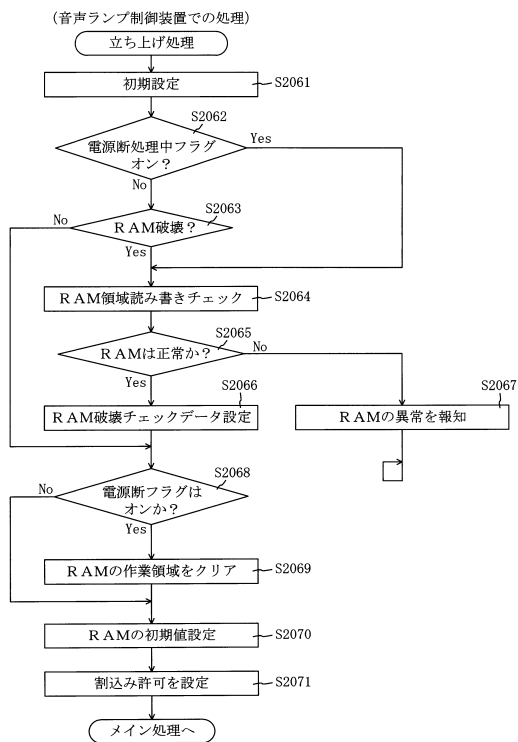 (音声ランプ制御装置での処理)
立ち上げ処理
初期設定
S2061
S2062
電源断処理中フラグ
オン?
Yes
No
S2063
RAM破壊?
No
Yes
RAM領域読み書きチェック
S2064
S2065
RAMは正常か?
No
Yes
S2066
RAM破壊チェックデータ設定
S2067
RAMの異常を報知
S2068
電源断フラグは
オンか?
No
Yes
RAMの作業領域をクリア
S2069
RAMの初期値設定
S2070
割込み許可を設定
S2071
メイン処理へ